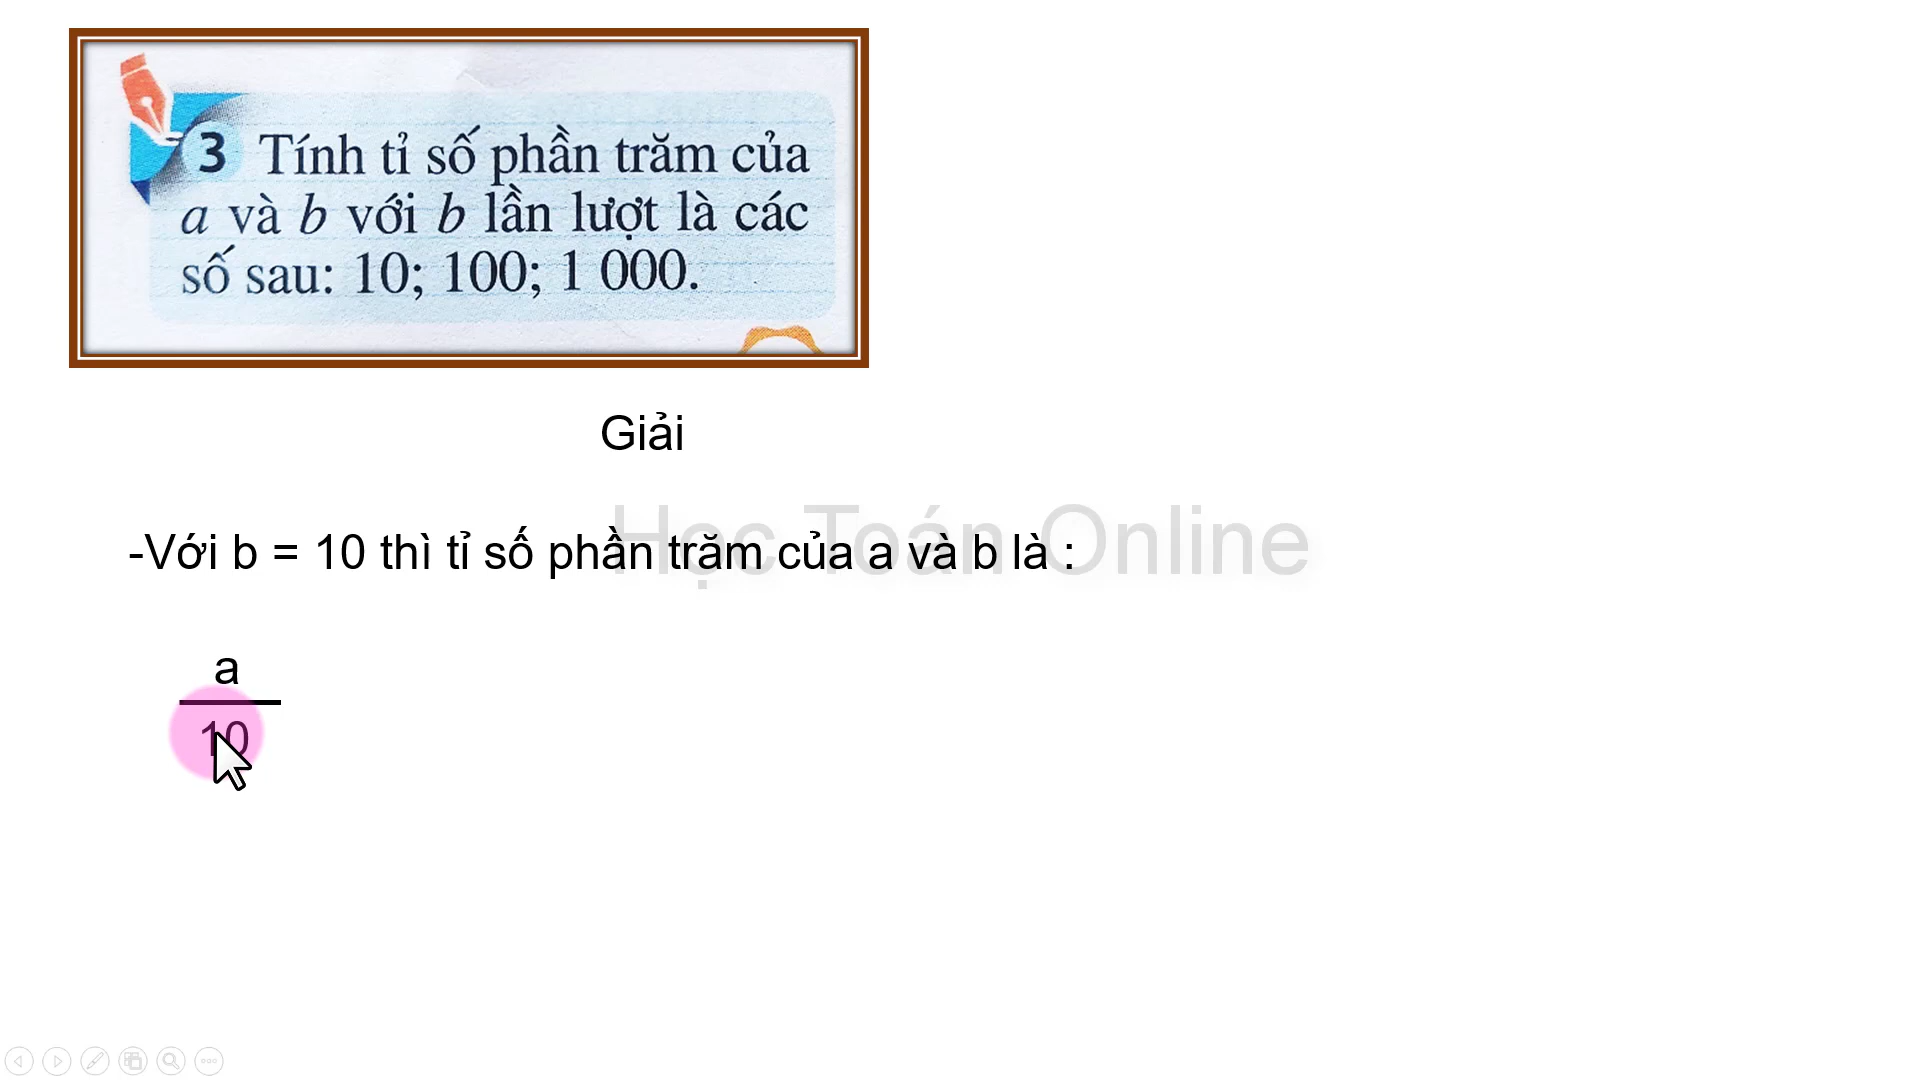 3 Tính tỉ số phần trăm của
a và b với b lần lượt là các
số sau: 10; 100; 1 000.
Giải
Học Toán Online
-Với b = 10 thì tỉ số phần trăm của a và b là :
a
10